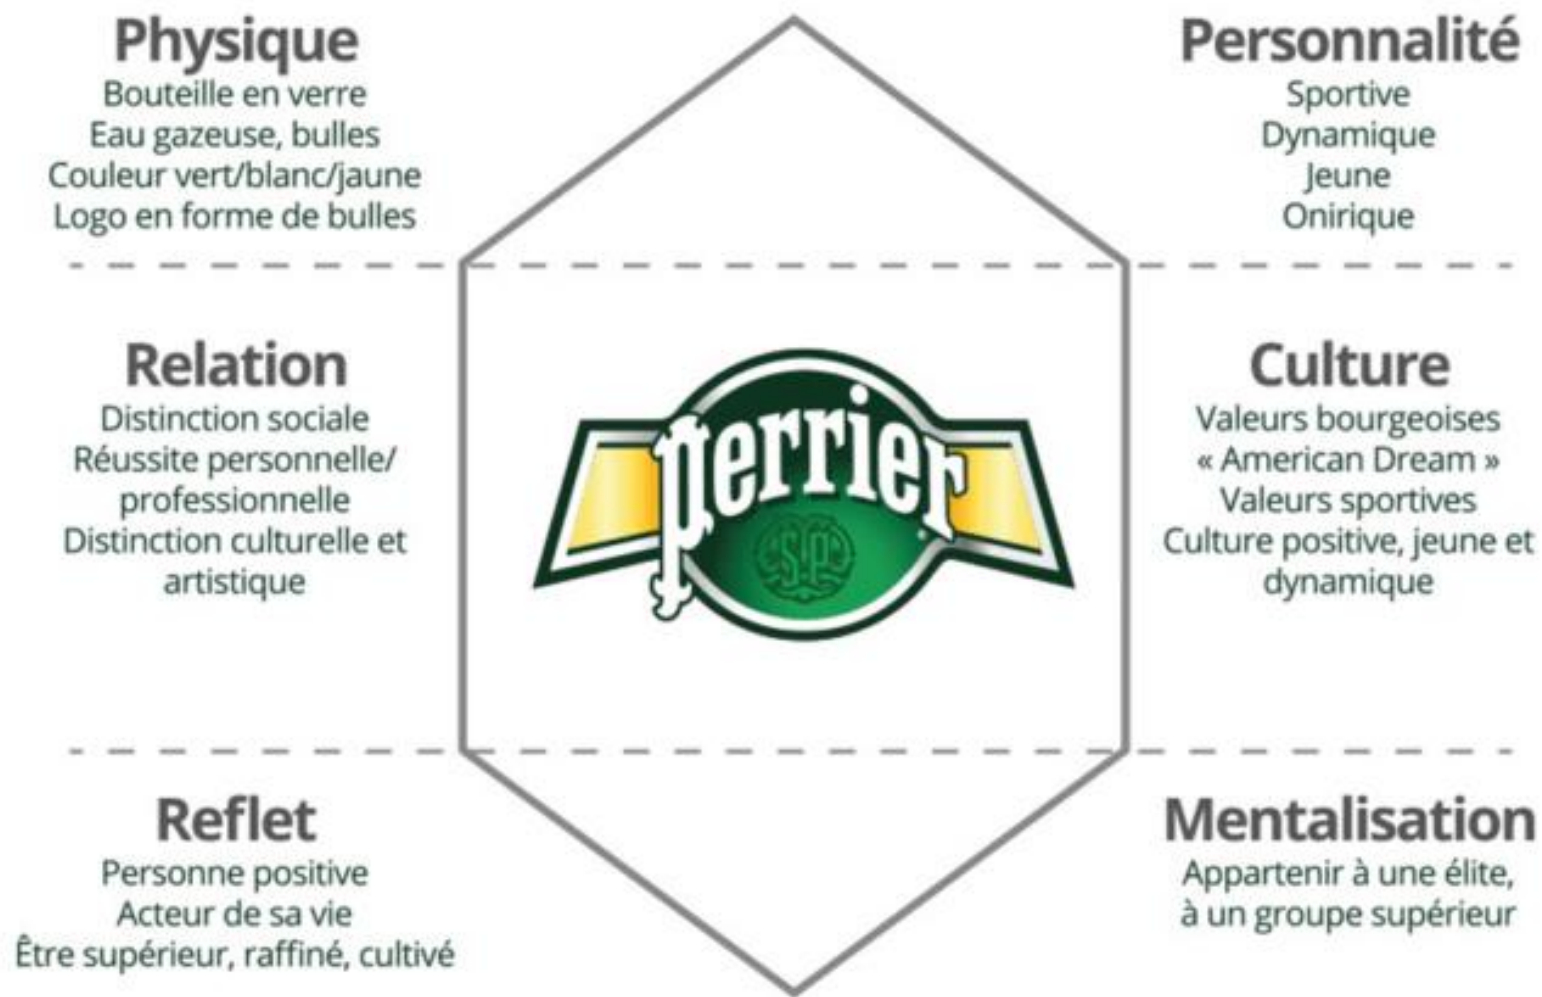 Physique
Bouteille en verre
Eau gazeuse, bulles
Couleur vert/blanc/jaune
Logo en forme de bulles
Personnalité
Sportive
Dynamique
Jeune
Onirique
Relation
Distinction sociale
Réussite personnelle/
professionnelle
Distinction culturelle et
artistique
perrier
SP
Culture
Valeurs bourgeoises
« American Dream »
Valeurs sportives
Culture positive, jeune et
dynamique
Reflet
Personne positive
Acteur de sa vie
Être supérieur, raffiné, cultivé
Mentalisation
Appartenir à une élite,
à un groupe supérieur